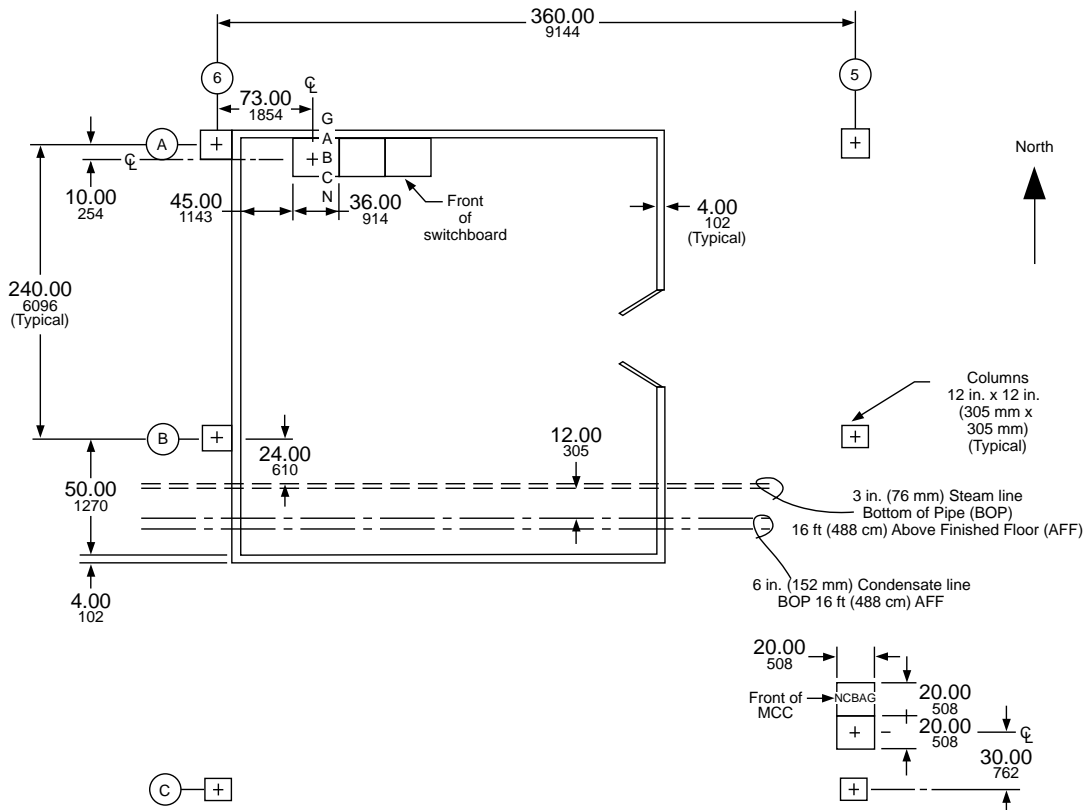 360.00
9144
6
5
℄
73.00
1854
G
A
B
C
N
A
℄
10.00
254
45.00
1143
36.00
914
Front
of
switchboard
4.00
102
(Typical)
North
240.00
6096
(Typical)
Columns
12 in. x 12 in.
(305 mm x
305 mm)
(Typical)
B
24.00
610
12.00
305
50.00
1270
3 in. (76 mm) Steam line
Bottom of Pipe (BOP)
16 ft (488 cm) Above Finished Floor (AFF)
6 in. (152 mm) Condensate line
BOP 16 ft (488 cm) AFF
4.00
102
20.00
508
Front of
MCC
NCBAG
20.00
508
20.00
508
℄
30.00
762
C